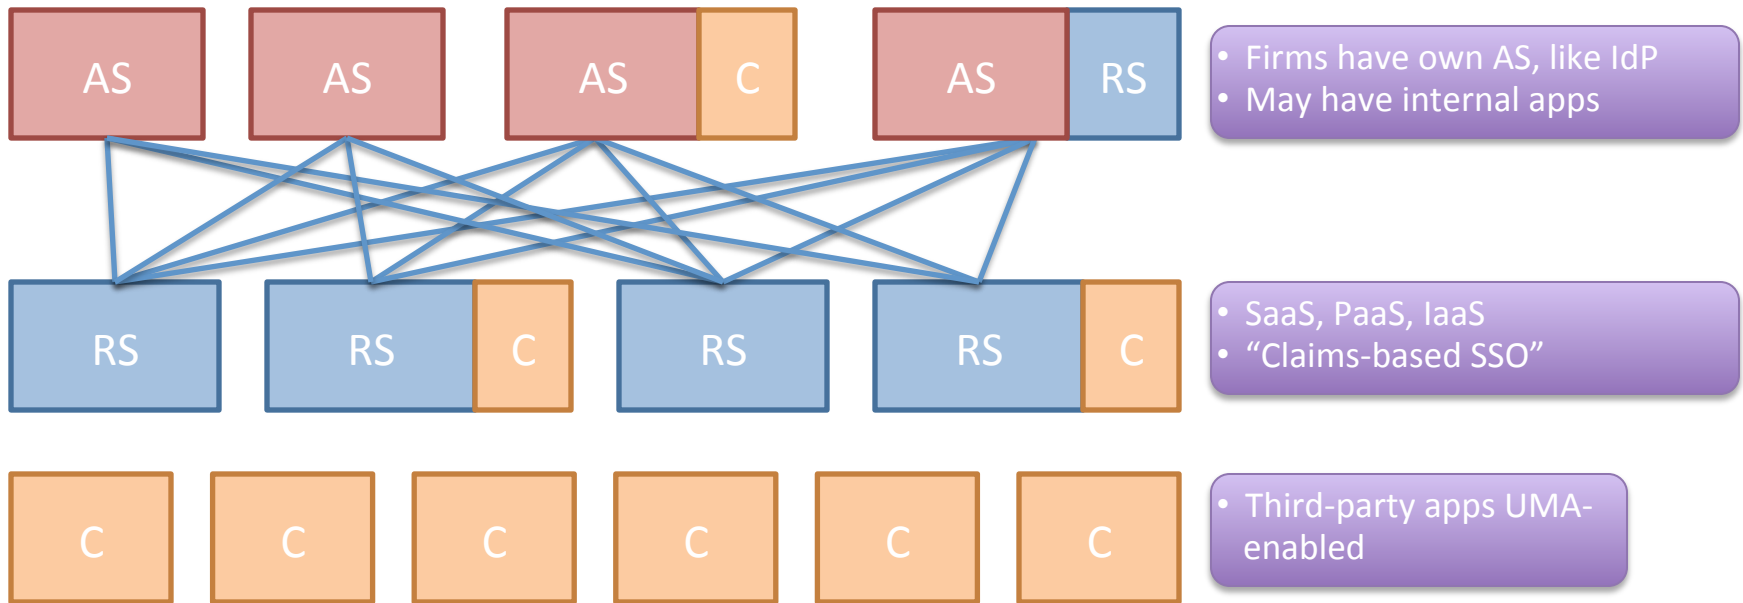 AS
AS
AS
C
AS
RS
• Firms have own AS, like IdP
• May have internal apps
RS
RS
C
RS
RS
C
• SaaS, PaaS, IaaS
• “Claims-based SSO”
C
C
C
C
C
C
• Third-party apps UMA-
enabled